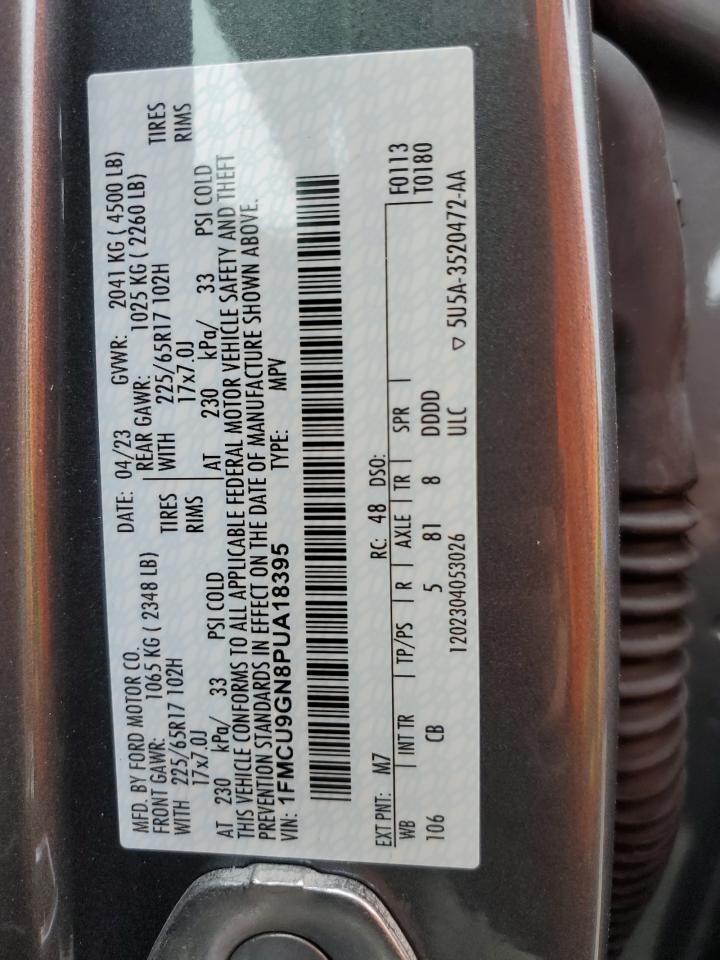 MFD. BY FORD MOTOR CO.
DATE: 04/23 GVWR: 2041 KG ( 4500 LB)
FRONT GAWR: 1065 KG ( 2348 LB) REAR GAWR: 1025 KG ( 2260 LB)
WITH 225/65R17 102H TIRES WITH 225/65R17 102H TIRES
17x7.0J RIMS 17x7.0J RIMS
AT 230 kPa/ 33 PSI COLD AT 230 kPa/ 33 PSI COLD
THIS VEHICLE CONFORMS TO ALL APPLICABLE FEDERAL MOTOR VEHICLE SAFETY AND THEFT
PREVENTION STANDARDS IN EFFECT ON THE DATE OF MANUFACTURE SHOWN ABOVE.
VIN: 1FMCU9GN8PUA18395 TYPE: MPV
EXT PNT: M7 RC: 48 DSO: F0113
WB INT TR TP/PS R AXLE TR SPR T0180
106 CB 5 81 8 DDDD
1202304053026 ULC ▽ 5U5A-3520472-AA